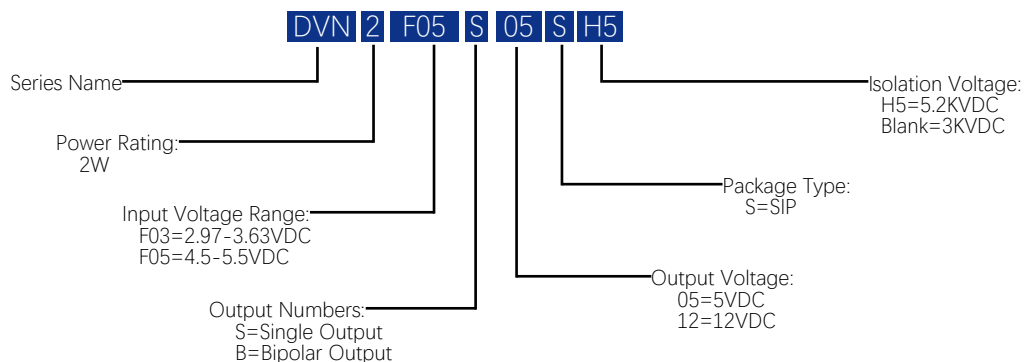 DVN 2 F05 S 05 S H5
Series Name
Isolation Voltage:
H5=5.2KVDC
Blank=3KVDC
Power Rating:
2W
Package Type:
S=SIP
Input Voltage Range:
F03=2.97-3.63VDC
F05=4.5-5.5VDC
Output Voltage:
05=5VDC
12=12VDC
Output Numbers:
S=Single Output
B=Bipolar Output